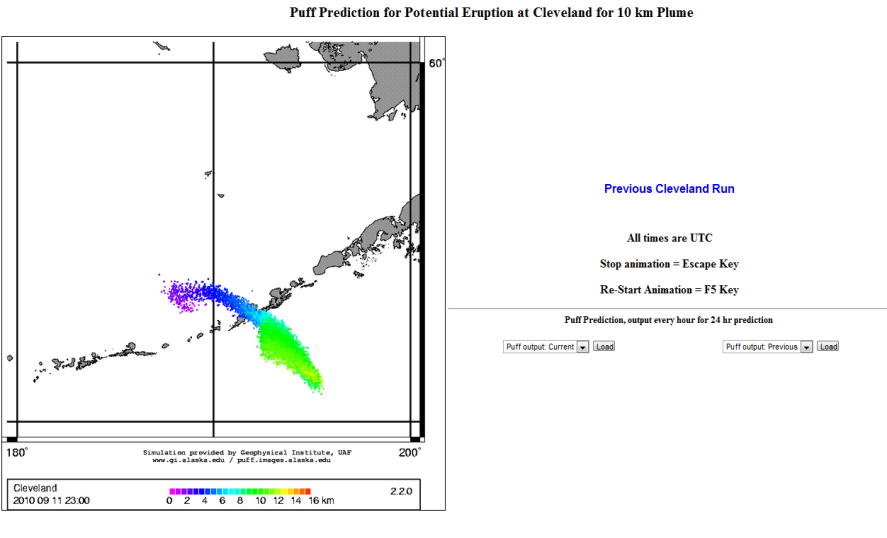 Puff Prediction for Potential Eruption at Cleveland for 10 km Plume
60°
180°
200°
Simulation provided by Geophysical Institute, UAF
www.gi.alaska.edu / puff.images.alaska.edu
Cleveland
2010 09 11 23:00
0 2 4 6 8 10 12 14 16 km
2.2.0
Previous Cleveland Run
All times are UTC
Stop animation = Escape Key
Re-Start Animation = F5 Key
Puff Prediction, output every hour for 24 hr prediction
Puff output: Current Load
Puff output: Previous Load